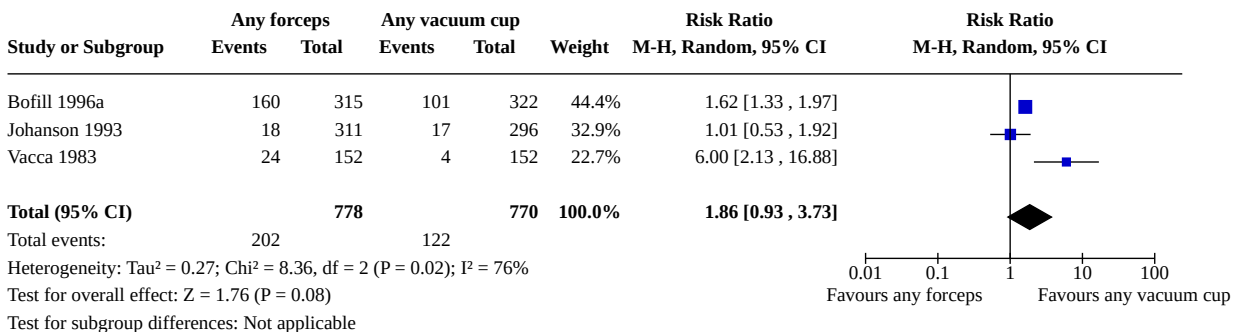 Any forceps Any vacuum cup Risk Ratio Risk Ratio
Study or Subgroup Events Total Events Total Weight M-H, Random, 95% CI M-H, Random, 95% CI
Bofill 1996a 160 315 101 322 44.4% 1.62 [1.33 , 1.97]
Johanson 1993 18 311 17 296 32.9% 1.01 [0.53 , 1.92]
Vacca 1983 24 152 4 152 22.7% 6.00 [2.13 , 16.88]
Total (95% CI) 778 770 100.0% 1.86 [0.93 , 3.73]
Total events: 202 122
Heterogeneity: Tau² = 0.27; Chi² = 8.36, df = 2 (P = 0.02); I² = 76%
0.01 0.1 1 10 100
Test for overall effect: Z = 1.76 (P = 0.08) Favours any forceps Favours any vacuum cup
Test for subgroup differences: Not applicable